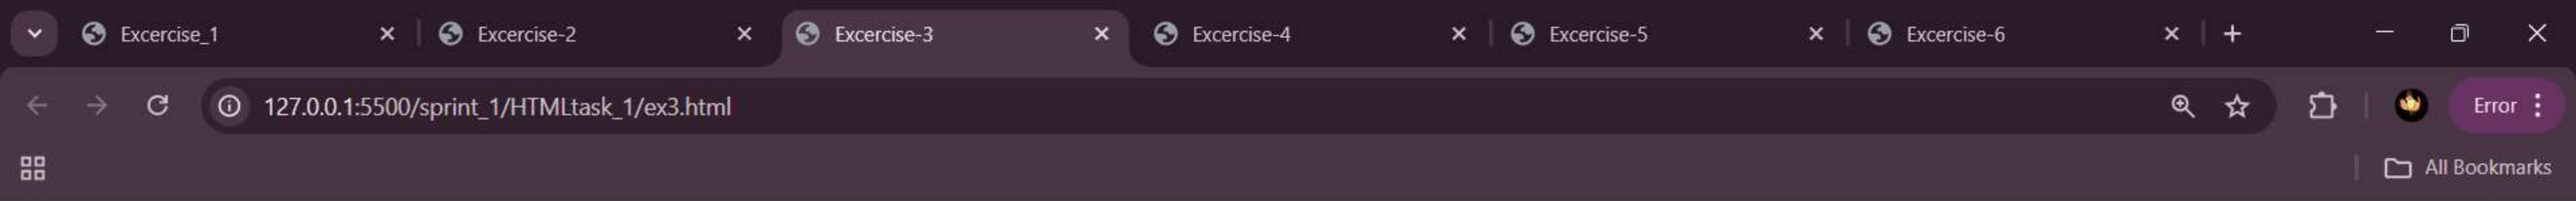 Excercise_1 Excercise-2 Excercise-3 Excercise-4 Excercise-5 Excercise-6
127.0.0.1:5500/sprint_1/HTMLtask_1/ex3.html Error
All Bookmarks